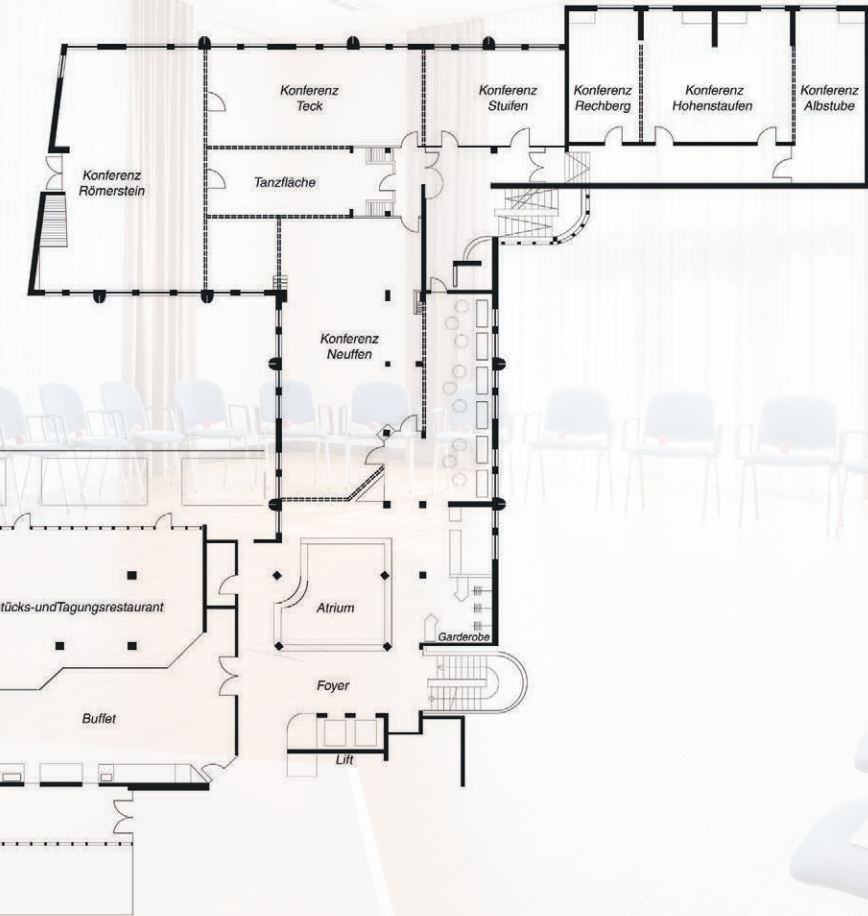 Konferenz
Teck
Konferenz
Stuifen
Konferenz
Rechberg
Konferenz
Hohenstaufen
Konferenz
Albstube
Konferenz
Römerstein
Tanzfläche
Konferenz
Neuffen
tücks-undTagungsrestaurant
Atrium
Garderobe
Foyer
Buffet
Lift